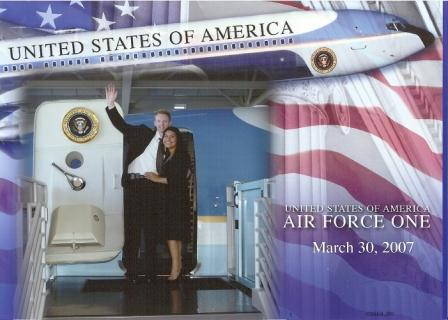 UNITED STATES OF AMERICA
UNITED STATES OF AMERICA
AIR FORCE ONE
March 30, 2007